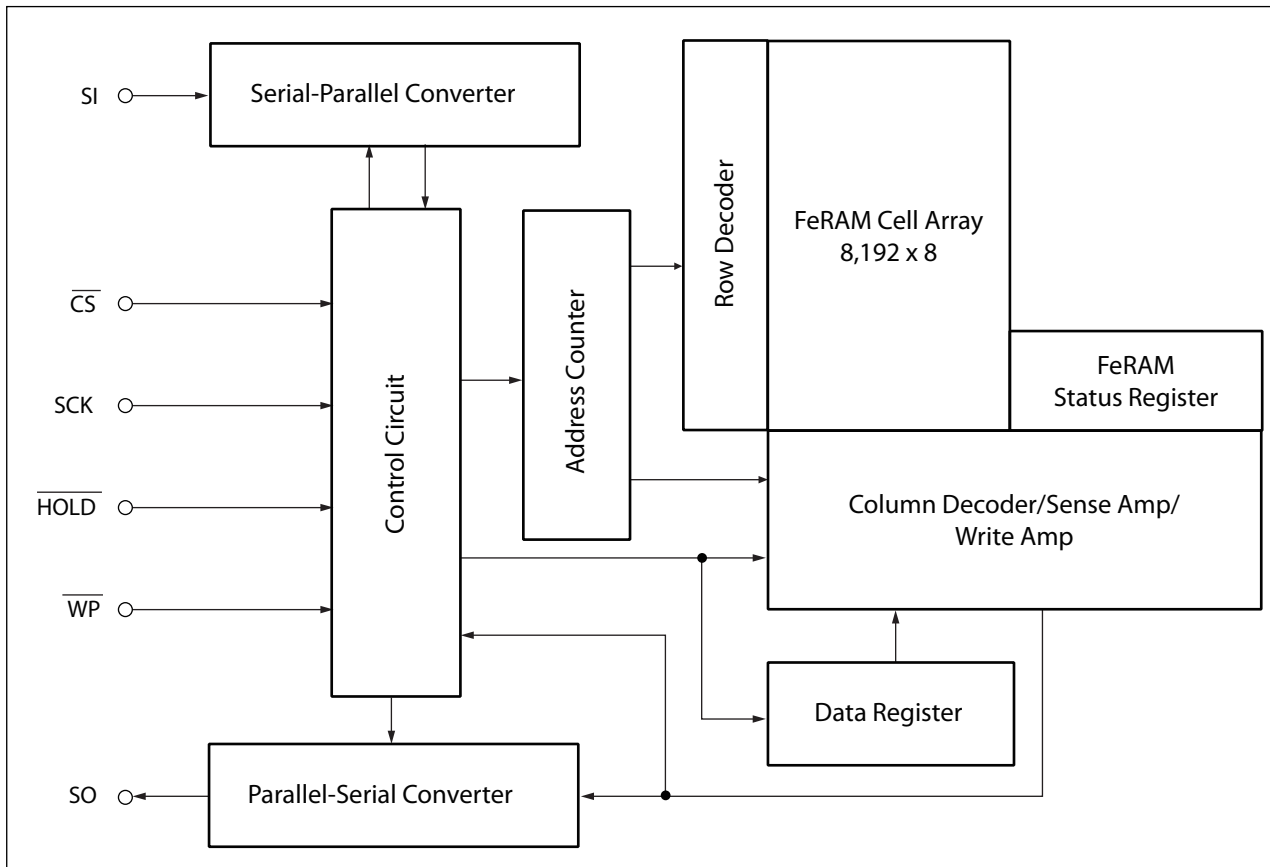 SI
Serial-Parallel Converter
Row Decoder
FeRAM Cell Array
8,192 x 8
CS
Control Circuit
Address Counter
FeRAM
Status Register
SCK
HOLD
Column Decoder/Sense Amp/
Write Amp
WP
Data Register
SO
Parallel-Serial Converter